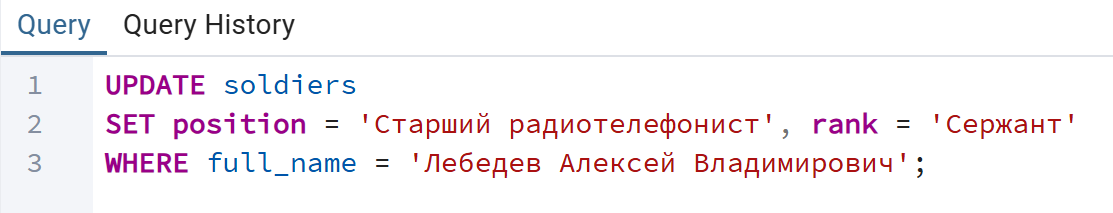 Query Query History
1 UPDATE soldiers
2 SET position = 'Старший радиотелефонист', rank = 'Сержант'
3 WHERE full_name = 'Лебедев Алексей Владимирович';